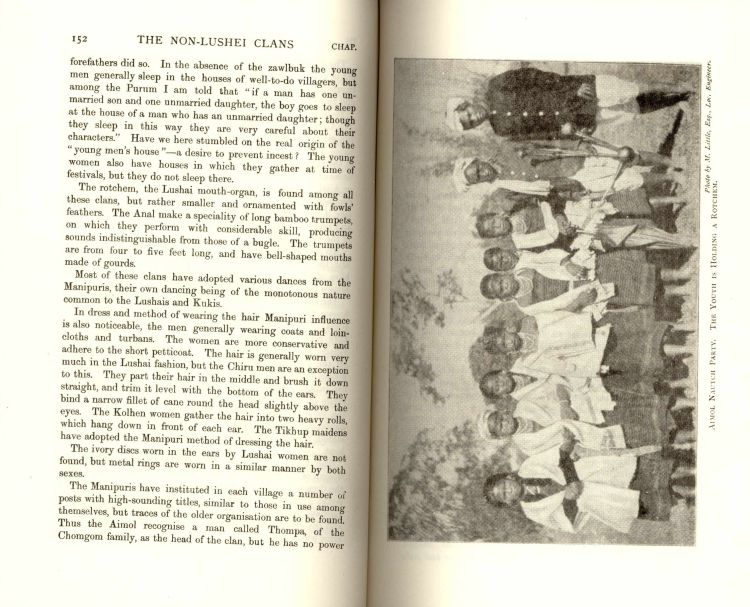 152 THE NON-LUSHEI CLANS CHAP.
forefathers did so. In the absence of the zawlbuk the young
men generally sleep in the houses of well-to-do villagers, but
among the Purum I am told that "if a man has one un-
married son and one unmarried daughter, the boy goes to sleep
at the house of a man who has an unmarried daughter; though
they sleep in this way they are very careful about their
characters." Have we here stumbled on the real origin of the
"young men's house"—a desire to prevent incest? The young
women also have houses in which they gather at time of
festivals, but they do not sleep there.
The rotchem, the Lushai mouth-organ, is found among all
these clans, but rather smaller and ornamented with fowls'
feathers. The Anal make a speciality of long bamboo trumpets,
on which they perform with considerable skill, producing
sounds indistinguishable from those of a bugle. The trumpets
are from four to five feet long, and have bell-shaped mouths
made of gourds.
Most of these clans have adopted various dances from the
Manipuris, their own dancing being of the monotonous nature
common to the Lushais and Kukis.
In dress and method of wearing the hair Manipuri influence
is also noticeable, the men generally wearing coats and loin-
cloths and turbans. The women are more conservative and
adhere to the short petticoat. The hair is generally worn very
much in the Lushai fashion, but the Chiru men are an exception
to this. They part their hair in the middle and brush it down
straight, and trim it level with the bottom of the ears. They
bind a narrow fillet of cane round the head slightly above the
eyes. The Kolhen women gather the hair into two heavy rolls,
which hang down in front of each ear. The Tikhup maidens
have adopted the Manipuri method of dressing the hair.
The ivory discs worn in the ears by Lushai women are not
found, but metal rings are worn in a similar manner by both
sexes.
The Manipuris have instituted in each village a number of
posts with high-sounding titles, similar to those in use among
themselves, but traces of the older organisation are to be found.
Thus the Aimol recognise a man called Thompa, of the
Chomgom family, as the head of the clan, but he has no power
Photo by M. Little, Esq., Loc. Engineer.
AIMOL NAUTCH PARTY. THE YOUTH IS HOLDING A ROTCHEM.